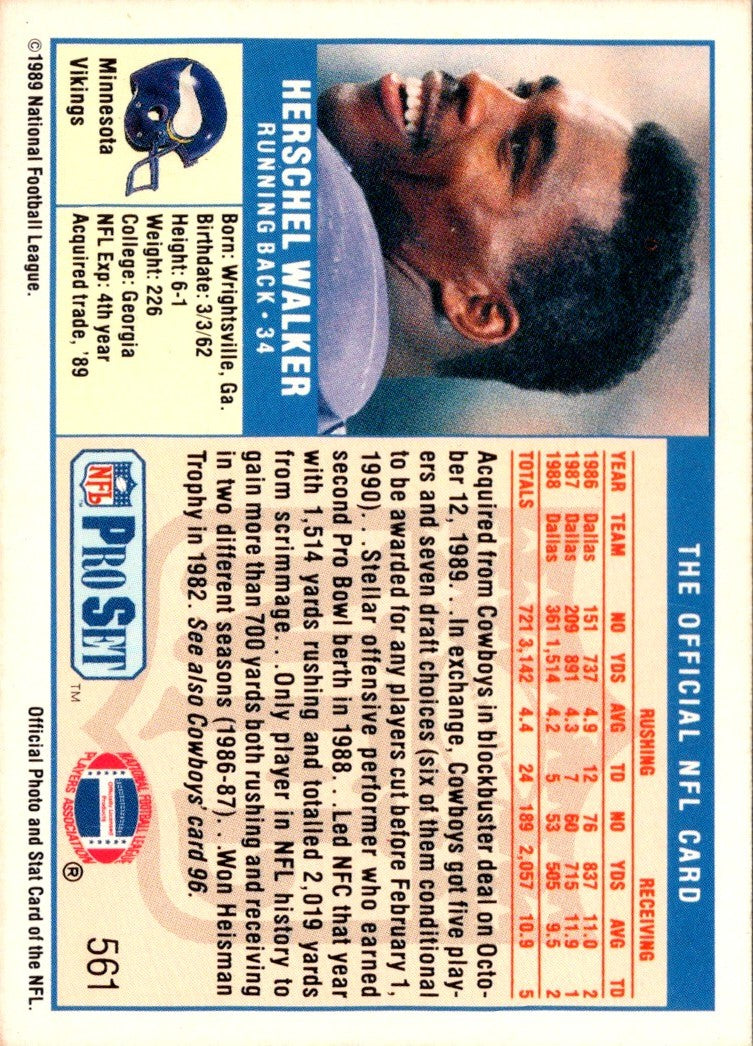 THE OFFICIAL NFL CARD
HERSCHEL WALKER
RUNNING BACK • 34
Minnesota
Vikings
Born: Wrightsville, Ga.
Birthdate: 3/3/62
Height: 6-1
Weight: 226
College: Georgia
NFL Exp: 4th year
Acquired trade, '89
RUSHING RECEIVING
YEAR TEAM NO YDS AVG TD NO YDS AVG TD
1986 Dallas 151 737 4.9 12 76 837 11.0 2
1987 Dallas 209 891 4.3 7 60 715 11.9 1
1988 Dallas 361 1,514 4.2 5 53 505 9.5 2
TOTALS 721 3,142 4.4 24 189 2,057 10.9 5
Acquired from Cowboys in blockbuster deal on Octo-
ber 12, 1989. . .In exchange, Cowboys got five play-
ers and seven draft choices (six of them conditional
to be awarded for any players cut before February 1,
1990). . .Stellar offensive performer who earned
second Pro Bowl berth in 1988. . .Led NFC that year
with 1,514 yards rushing and totalled 2,019 yards
from scrimmage. . .Only player in NFL history to
gain more than 700 yards both rushing and receiving
in two different seasons (1986-87). . .Won Heisman
Trophy in 1982. See also Cowboys' card 96.
NFL PRO SET TM
NATIONAL FOOTBALL LEAGUE
PLAYERS ASSOCIATION
Officially Licensed
Product
®
561
© 1989 National Football League.
Official Photo and Stat Card of the NFL.